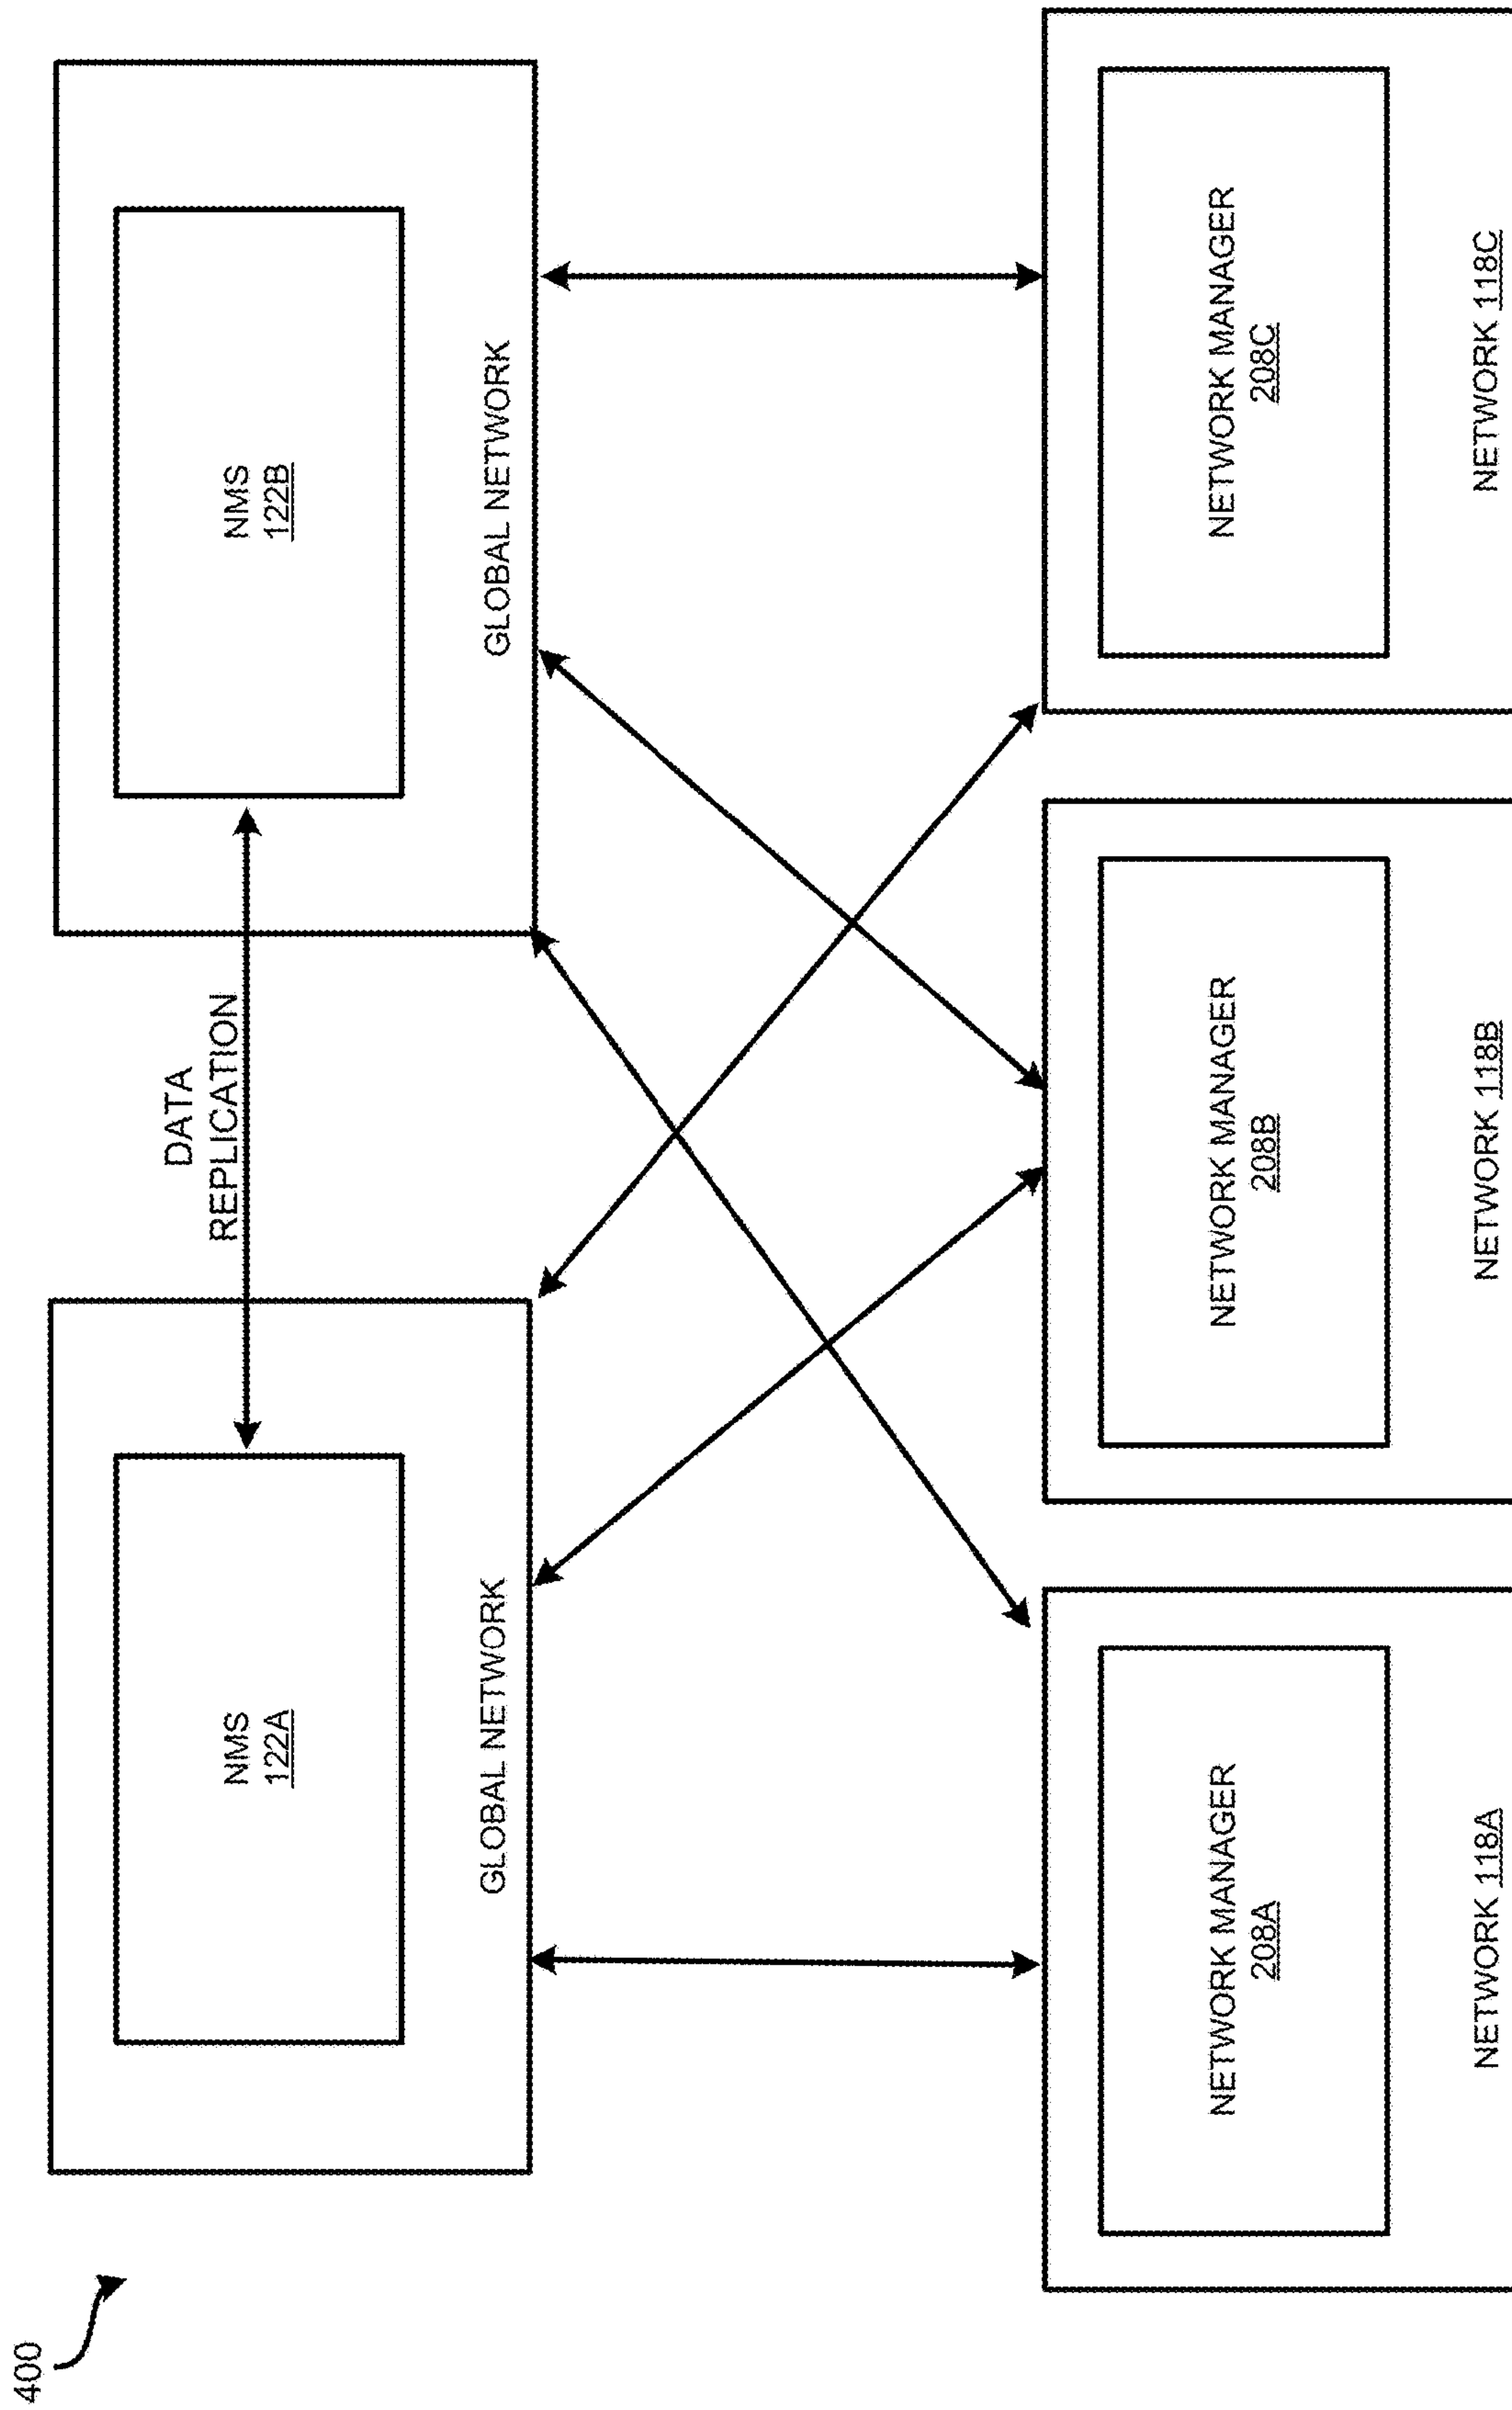 400
DATA
REPLICATION
NMS
122A
GLOBAL NETWORK
NMS
122B
GLOBAL NETWORK
NETWORK MANAGER
208A
NETWORK 118A
NETWORK MANAGER
208B
NETWORK 118B
NETWORK MANAGER
208C
NETWORK 118C